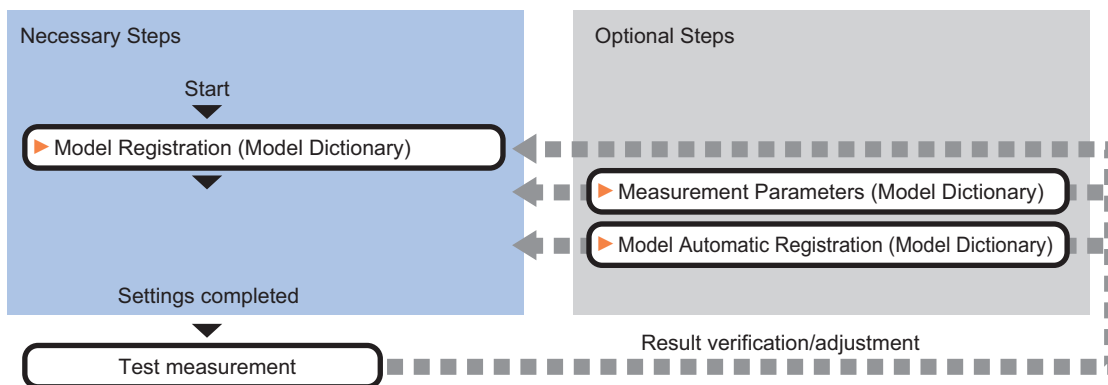 Necessary Steps
Optional Steps
Start
Model Registration (Model Dictionary)
Measurement Parameters (Model Dictionary)
Model Automatic Registration (Model Dictionary)
Settings completed
Result verification/adjustment
Test measurement